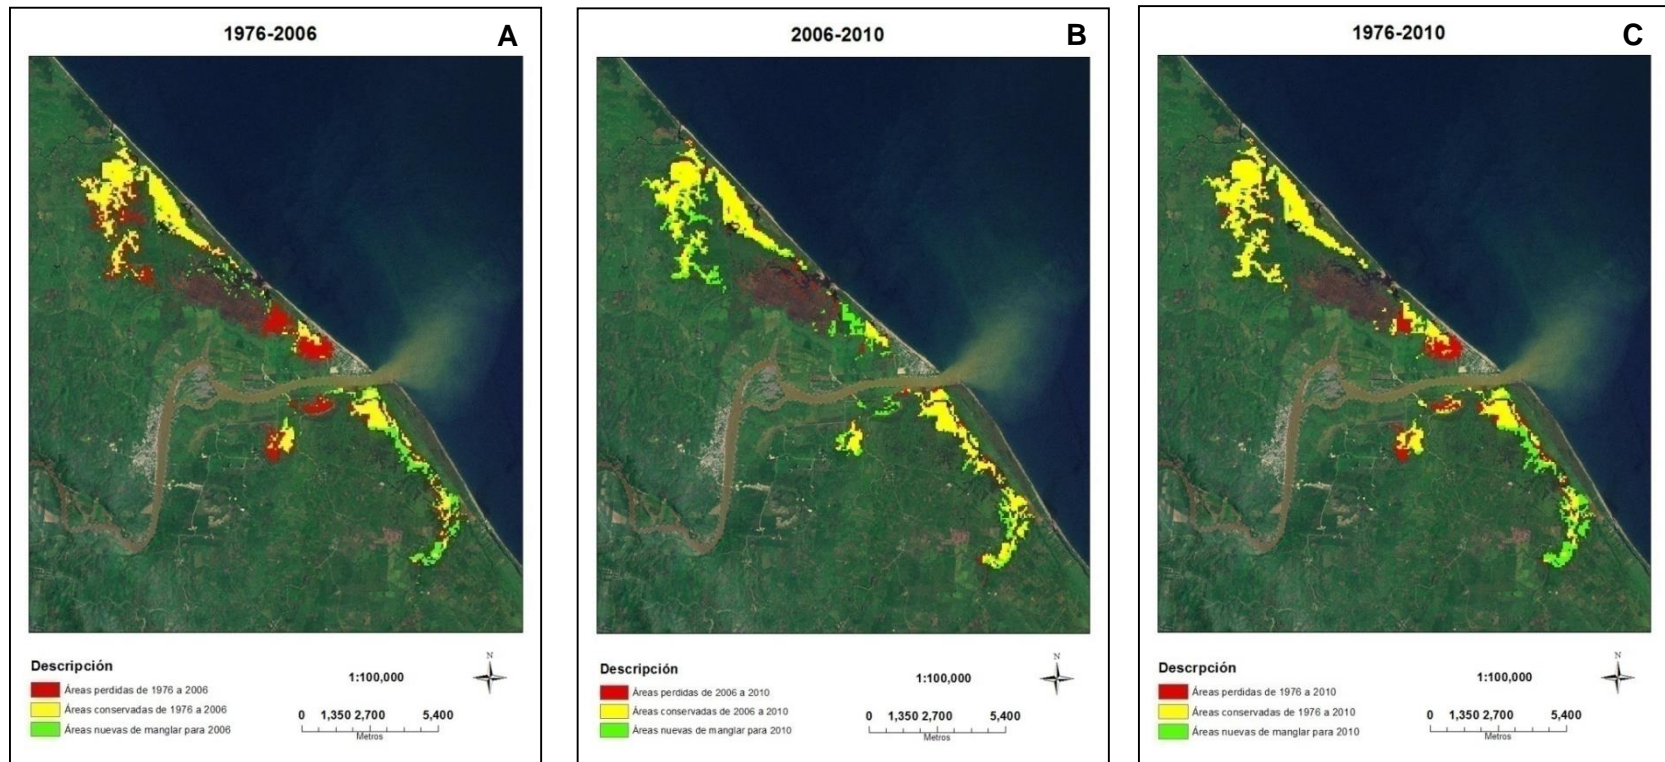 1976-2006
A
Descripción
Áreas perdidas de 1976 a 2006
Áreas conservadas de 1976 a 2006
Áreas nuevas de manglar para 2006
N
1:100,000
0 1,350 2,700 5,400
Metros
2006-2010
B
Descripción
Áreas perdidas de 2006 a 2010
Áreas conservadas de 2006 a 2010
Áreas nuevas de manglar para 2010
N
1:100,000
0 1,350 2,700 5,400
Metros
1976-2010
C
Descrpción
Áreas perdidas de 1976 a 2010
Áreas conservadas de 1976 a 2010
Áreas nuevas de manglar para 2010
N
1:100,000
0 1,350 2,700 5,400
Metros